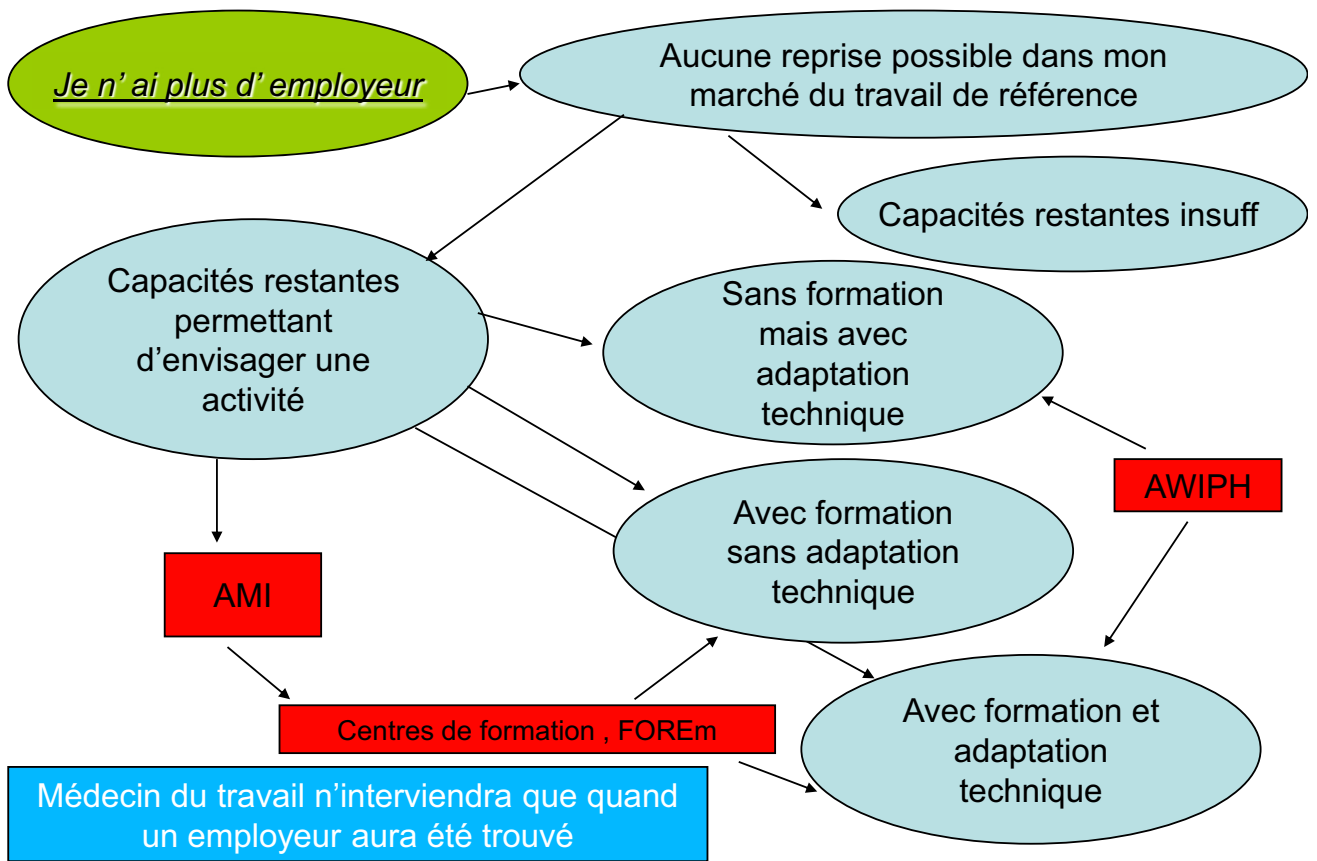 Je n' ai plus d' employeur
Aucune reprise possible dans mon
marché du travail de référence
Capacités restantes insuff
Capacités restantes
permettant
d'envisager une
activité
Sans formation
mais avec
adaptation
technique
AWIPH
Avec formation
sans adaptation
technique
AMI
Centres de formation , FOREm
Avec formation et
adaptation
technique
Médecin du travail n'interviendra que quand
un employeur aura été trouvé